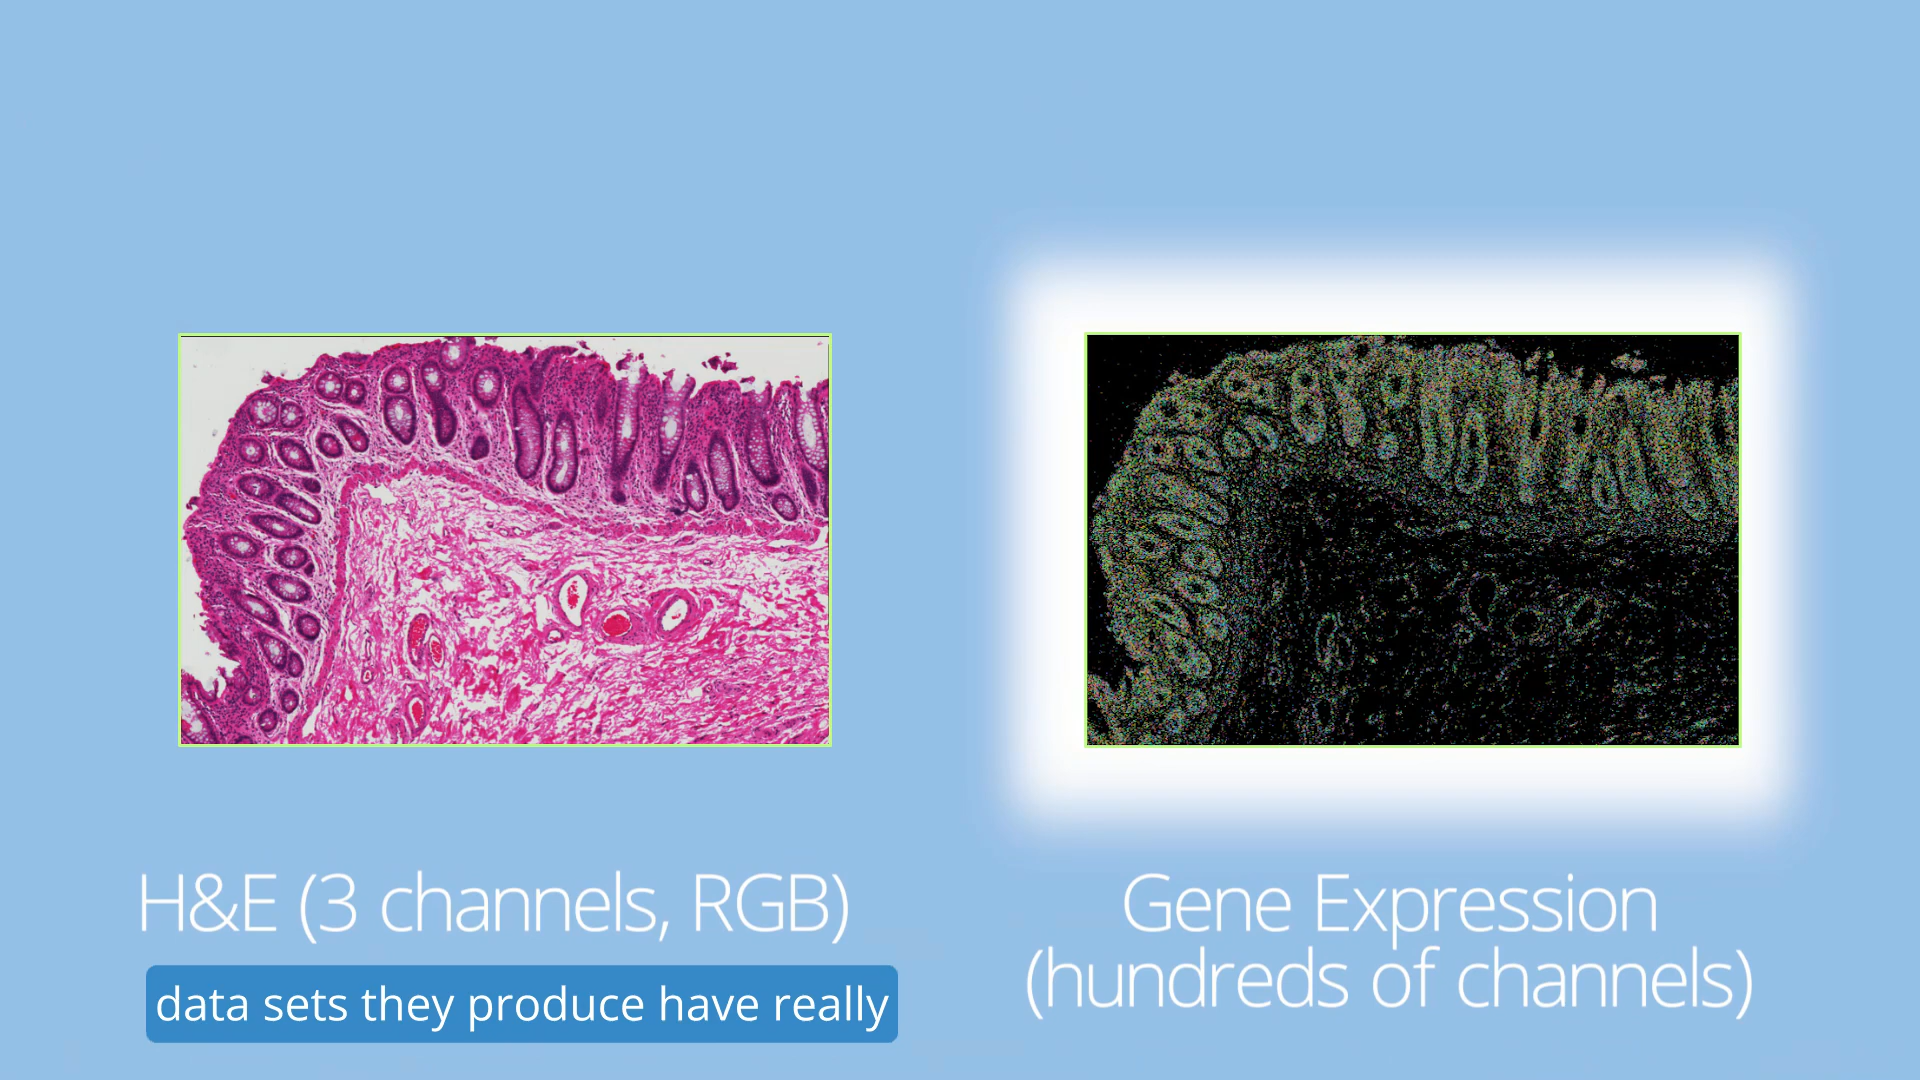 H&E (3 channels, RGB)
Gene Expression
(hundreds of channels)
data sets they produce have really